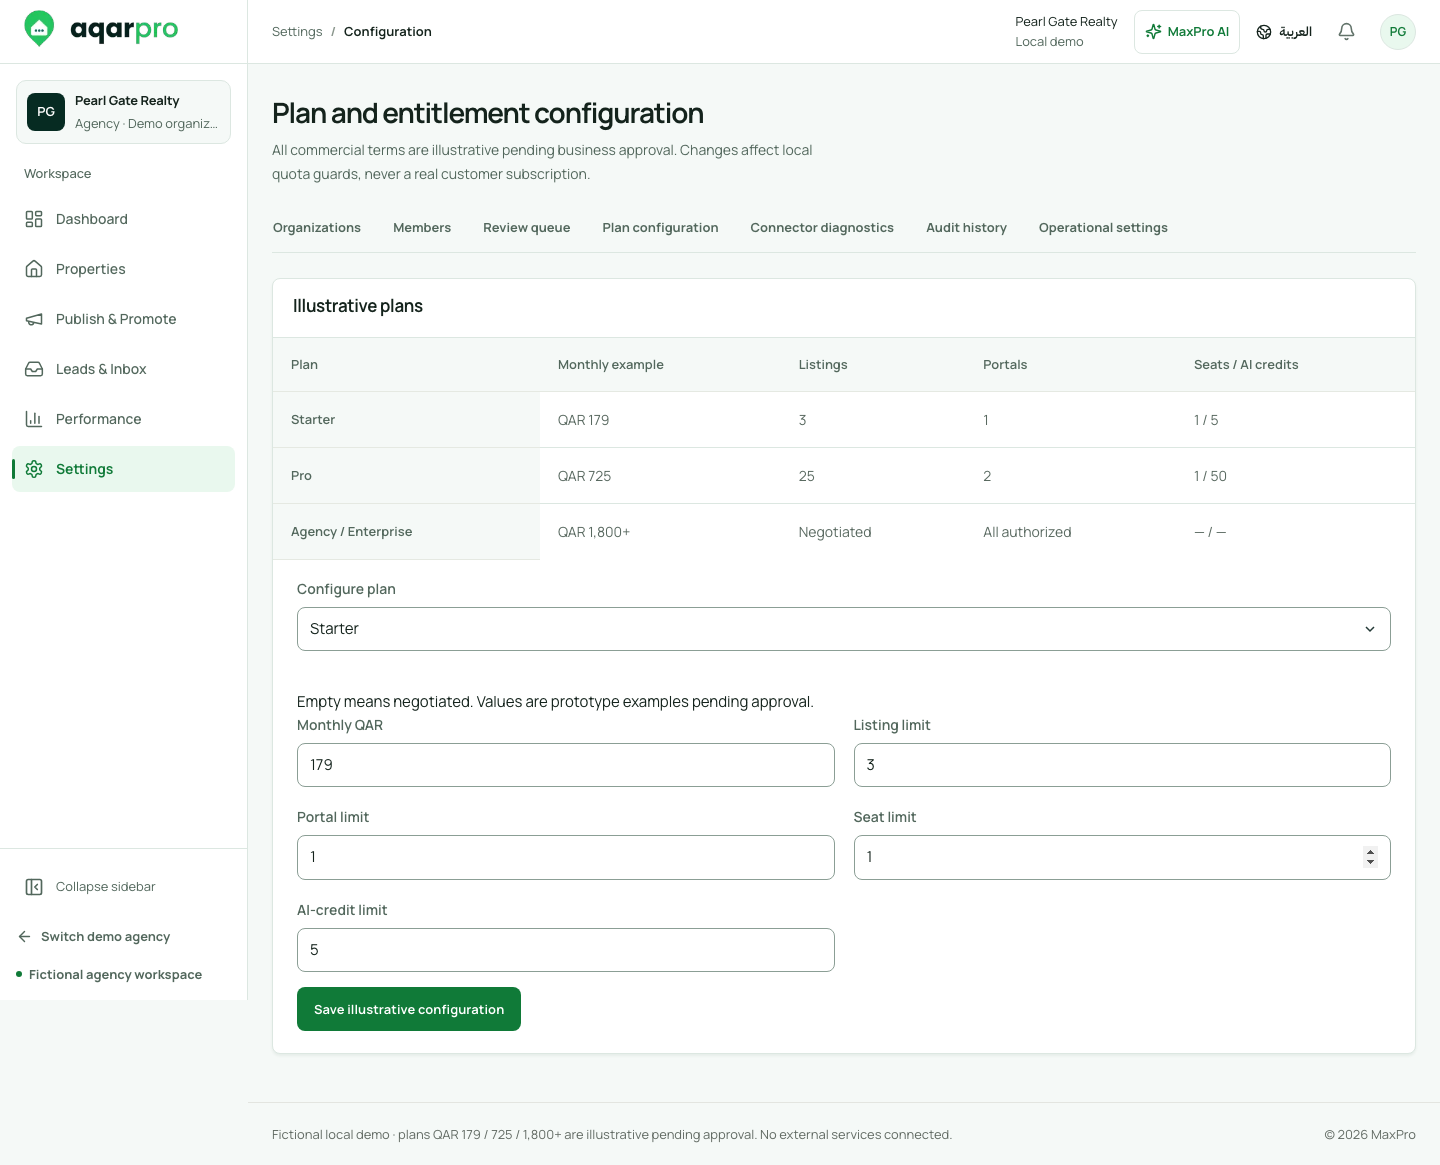 aqarpro
Settings / Configuration
Pearl Gate Realty
Local demo
MaxPro AI
العربية
PG
PG
Pearl Gate Realty
Agency · Demo organiz...
Workspace
Dashboard
Properties
Publish & Promote
Leads & Inbox
Performance
Settings
Collapse sidebar
Switch demo agency
Fictional agency workspace
Plan and entitlement configuration
All commercial terms are illustrative pending business approval. Changes affect local
quota guards, never a real customer subscription.
Organizations Members Review queue Plan configuration Connector diagnostics Audit history Operational settings
Illustrative plans
Plan Monthly example Listings Portals Seats / AI credits
Starter QAR 179 3 1 1 / 5
Pro QAR 725 25 2 1 / 50
Agency / Enterprise QAR 1,800+ Negotiated All authorized — / —
Configure plan
Starter
Empty means negotiated. Values are prototype examples pending approval.
Monthly QAR Listing limit
179 3
Portal limit Seat limit
1 1
AI-credit limit
5
Save illustrative configuration
Fictional local demo · plans QAR 179 / 725 / 1,800+ are illustrative pending approval. No external services connected.
© 2026 MaxPro